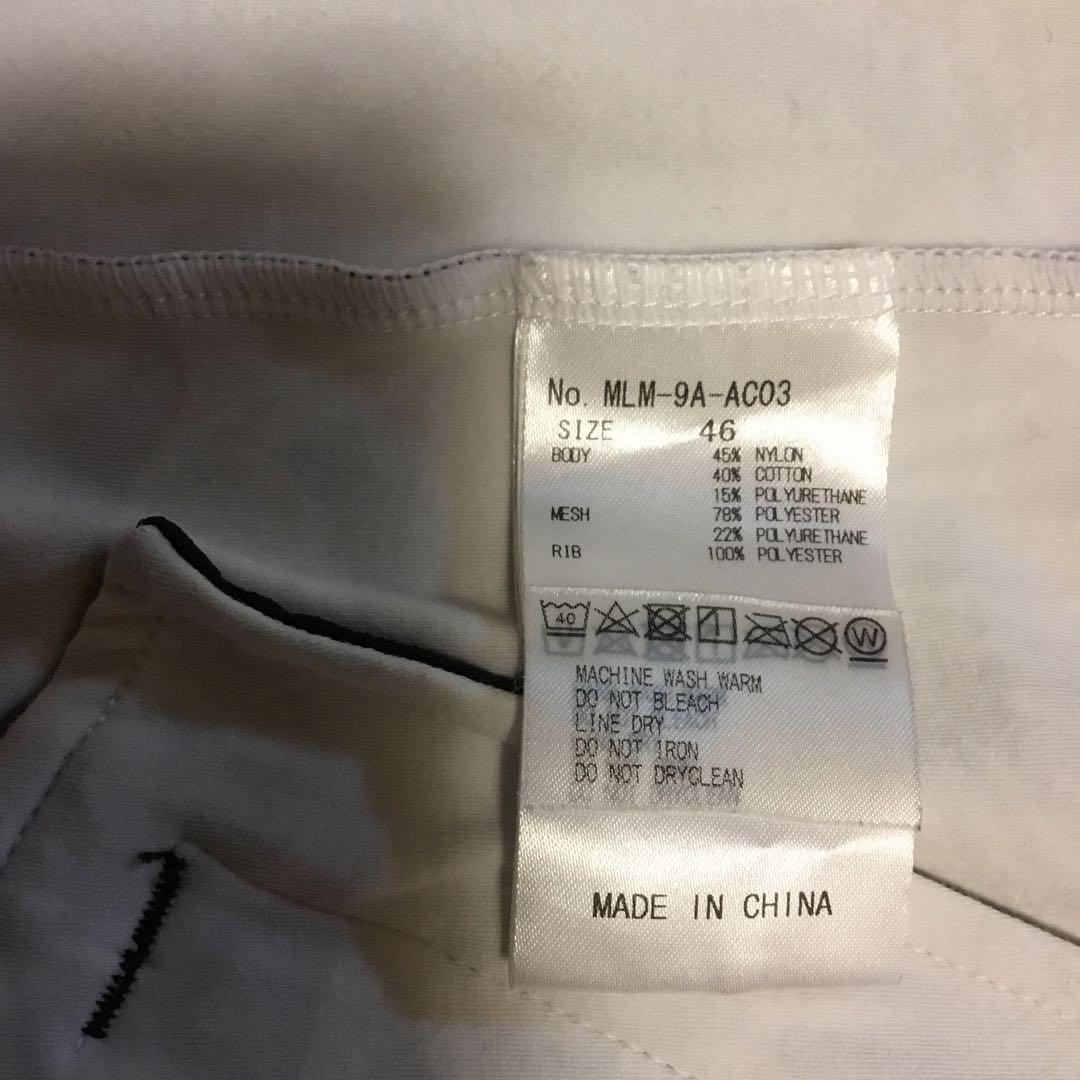 No. MLM-9A-AC03
SIZE 46
BODY 45% NYLON
40% COTTON
15% POLYURETHANE
MESH 78% POLYESTER
22% POLYURETHANE
RIB 100% POLYESTER
40 W
MACHINE WASH WARM
DO NOT BLEACH
LINE DRY
DO NOT IRON
DO NOT DRYCLEAN
MADE IN CHINA